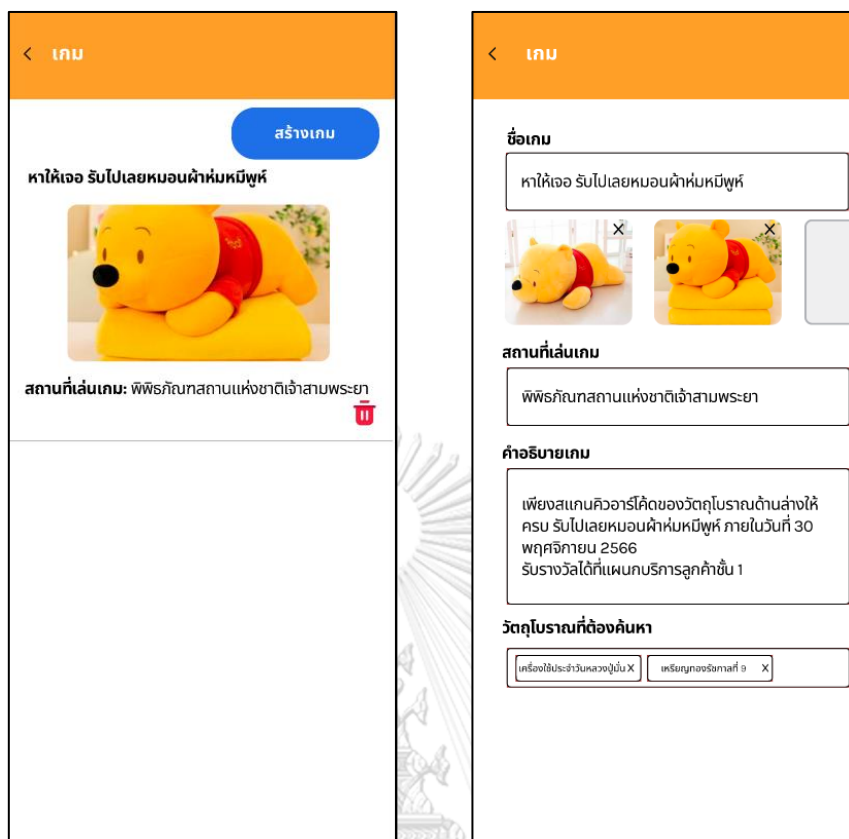 เกม
สร้างเกม
หาให้เจอ รับไปเลยหมอนผ้าห่มหมีพูห์
สถานที่เล่นเกม: พิพิธภัณฑสถานแห่งชาติเจ้าสามพระยา
เกม
ชื่อเกม
หาให้เจอ รับไปเลยหมอนผ้าห่มหมีพูห์
X X
สถานที่เล่นเกม
พิพิธภัณฑสถานแห่งชาติเจ้าสามพระยา
คำอธิบายเกม
เพียงสแกนคิวอาร์โค้ดของวัตถุโบราณด้านล่างให้
ครบ รับไปเลยหมอนผ้าห่มหมีพูห์ ภายในวันที่ 30
พฤศจิกายน 2566
รับรางวัลได้ที่แผนกบริการลูกค้าชั้น 1
วัตถุโบราณที่ต้องค้นหา
เครื่องใช้ประจำวันหลวงปู่มั่น X เหรียญทองรัชกาลที่ 9 X